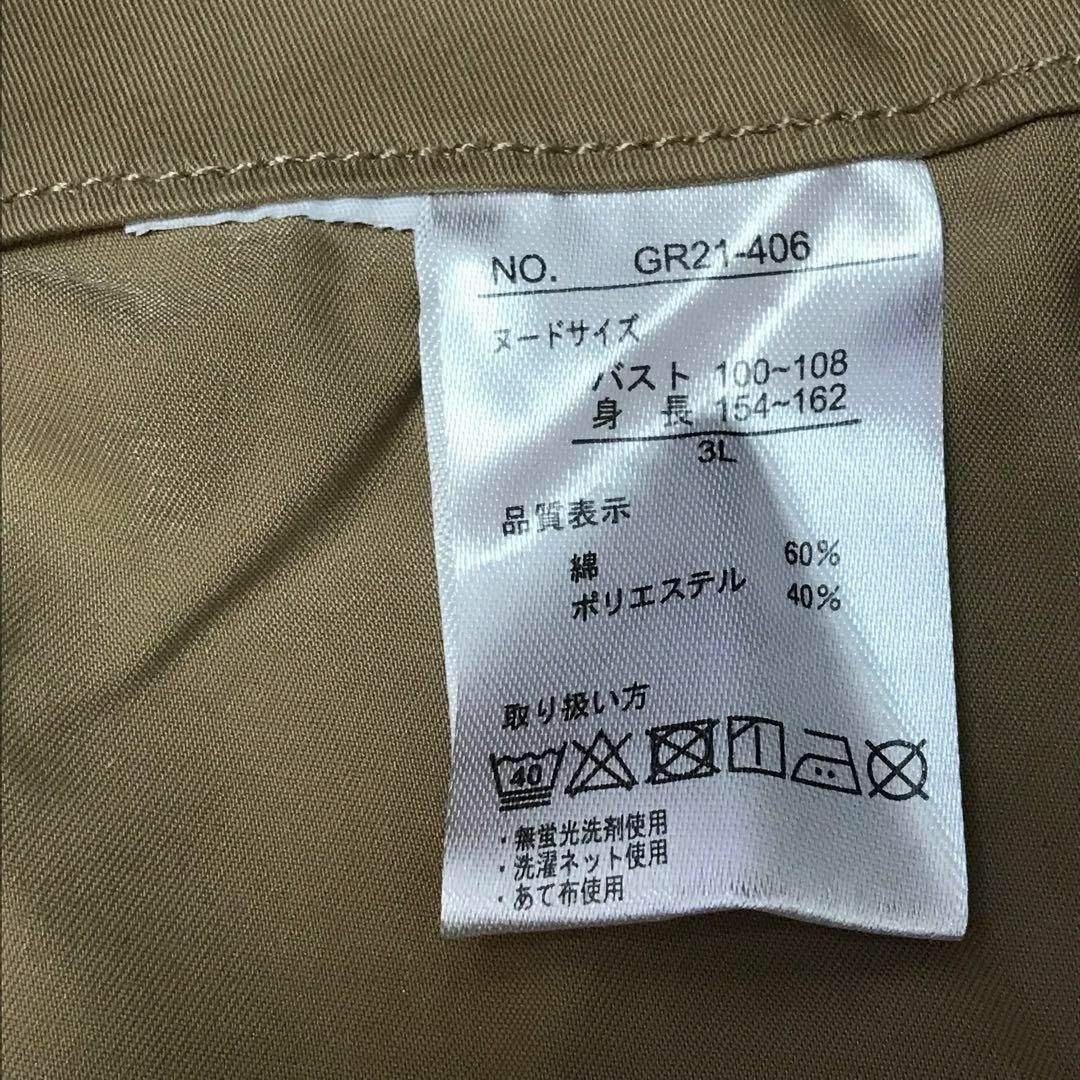 NO. GR21-406
ヌードサイズ
バスト 100~108
身 長 154~162
3L
品質表示
綿 60%
ポリエステル 40%
取り扱い方
40
・無蛍光洗剤使用
・洗濯ネット使用
・あて布使用